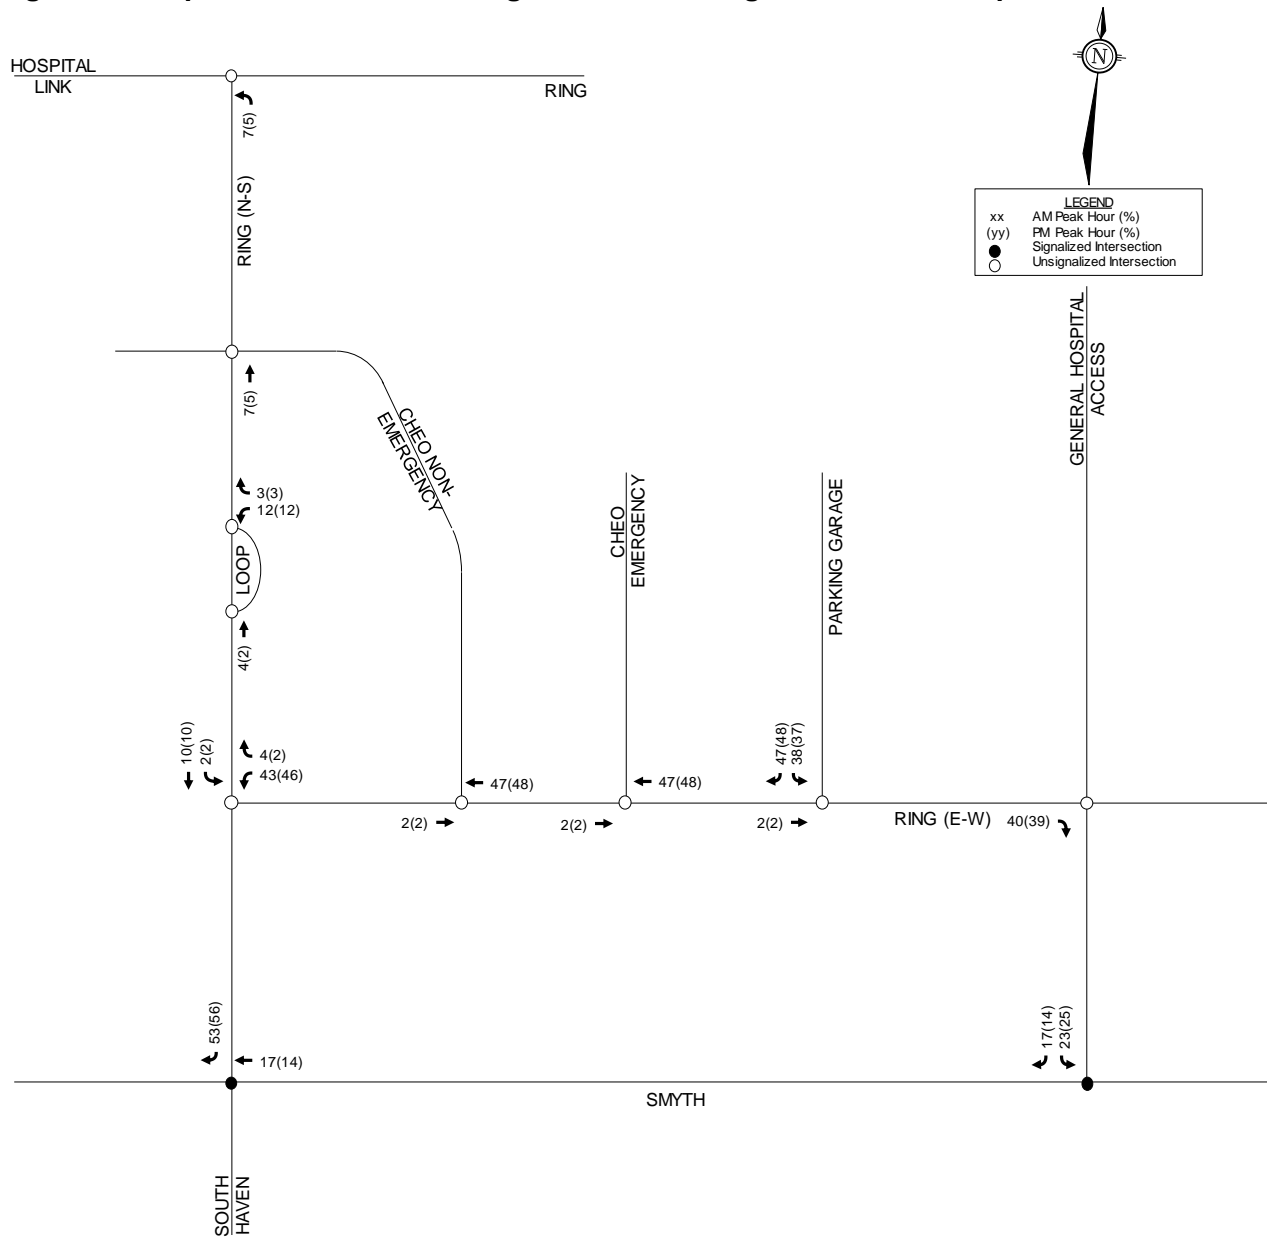 HOSPITAL
LINK
RING
N
7(5)
RING (N-S)
LEGEND
xx AM Peak Hour (%)
(yy) PM Peak Hour (%)
Signalized Intersection
Unsignalized Intersection
GENERAL HOSPITAL
ACCESS
7(5)
CHEO NON-
EMERGENCY
3(3)
12(12)
LOOP
CHEO
EMERGENCY
PARKING GARAGE
4(2)
10(10)
2(2)
4(2)
43(46)
47(48)
47(48)
47(48)
38(37)
2(2)
2(2)
2(2)
RING (E-W)
40(39)
53(56)
17(14)
17(14)
23(25)
SMYTH
SOUTH
HAVEN